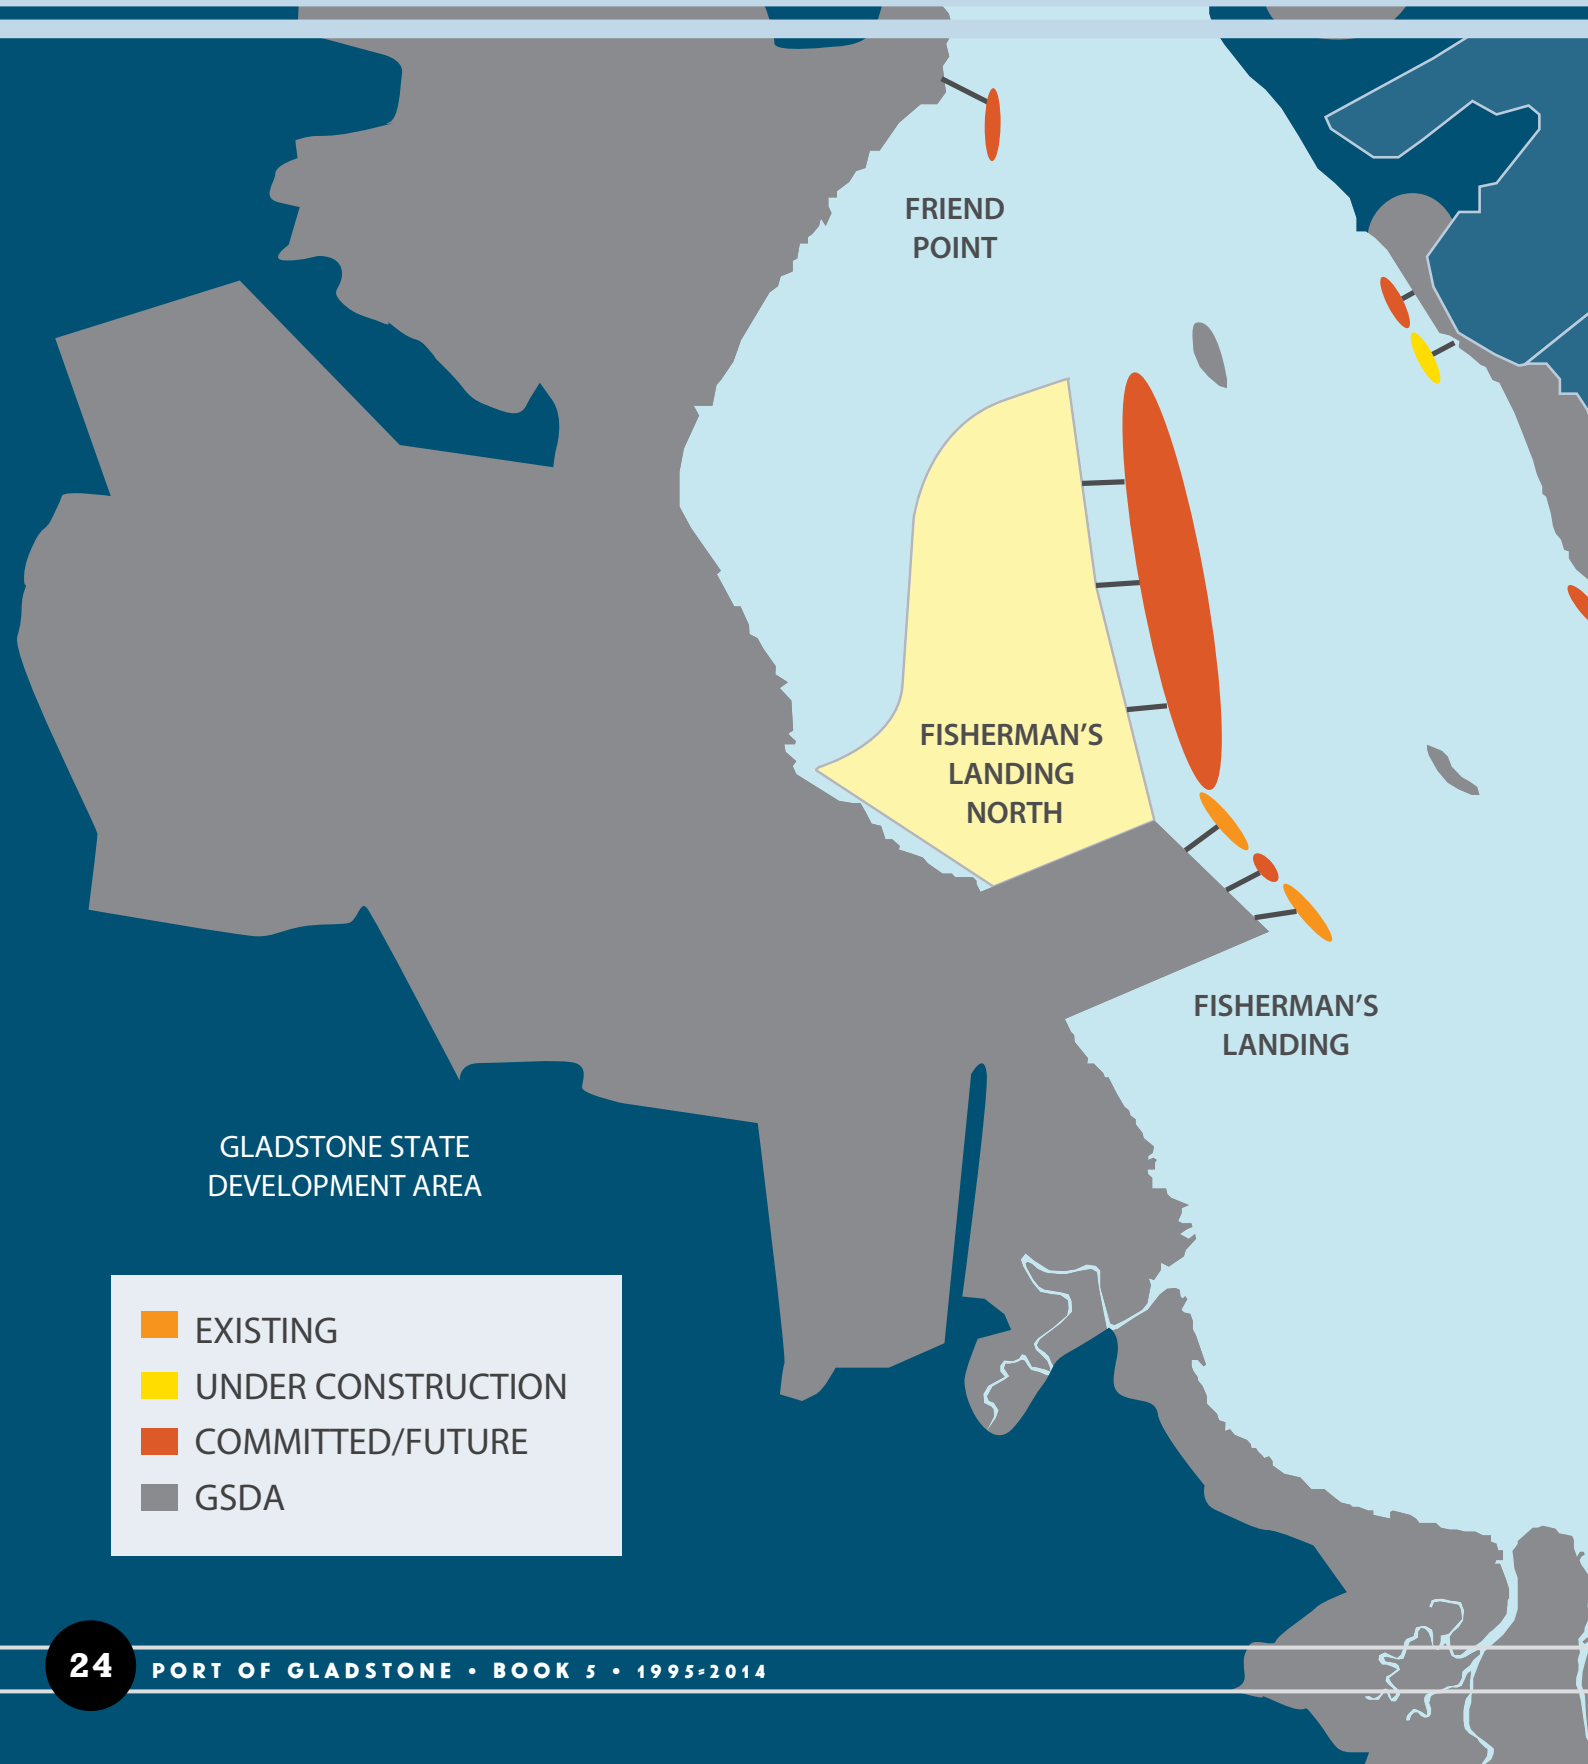 FRIEND
POINT
FISHERMAN’S
LANDING
NORTH
FISHERMAN’S
LANDING
GLADSTONE STATE
DEVELOPMENT AREA
EXISTING
UNDER CONSTRUCTION
COMMITTED/FUTURE
GSDA
24 PORT OF GLADSTONE • BOOK 5 • 1995-2014